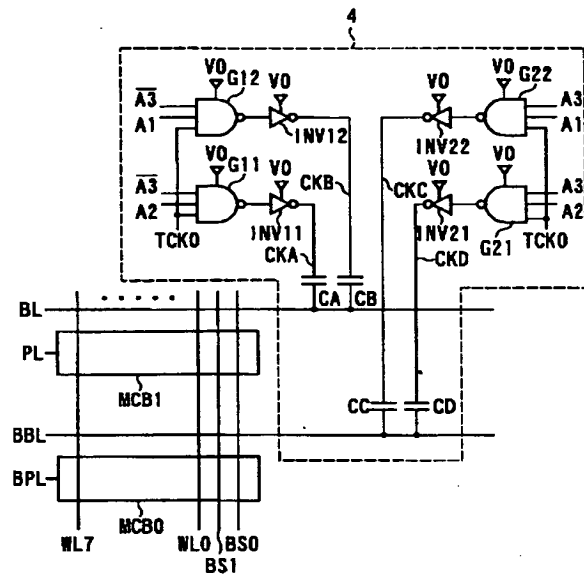 4
V0 G12 V0 V0 V0 G22
A3 A3
A1 A1
INV12 INV22
V0 V0 CKB CKC V0 V0
A3 G11 A3
A2 A2
TCK0 INV11 INV21 G21 TCK0
CKA CKD
CA CB
BL
PL
MCB1
CC CD
BBL
BPL
MCB0
WL7 WL0 BS0
BS1